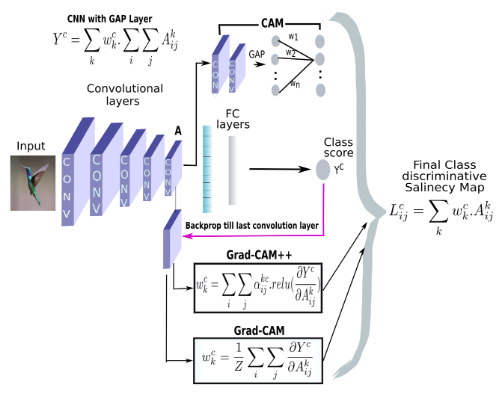 CNN with GAP Layer
Y^c = \sum_k w_k^c . \sum_i \sum_j A_{ij}^k
CAM
CONV
CONV
GAP
w1
w2
wn
Convolutional
layers
A
FC
layers
Class
score
Y^C
Input
CONV
CONV
CONV
CONV
CONV
Final Class
discriminative
Salinecy Map
L_{ij}^c = \sum_k w_k^c . A_{ij}^k
Backprop till last convolution layer
Grad-CAM++
w_k^c = \sum_i \sum_j \alpha_{ij}^{kc} . relu(\frac{\partial Y^c}{\partial A_{ij}^k})
Grad-CAM
w_k^c = \frac{1}{Z} \sum_i \sum_j \frac{\partial Y^c}{\partial A_{ij}^k}